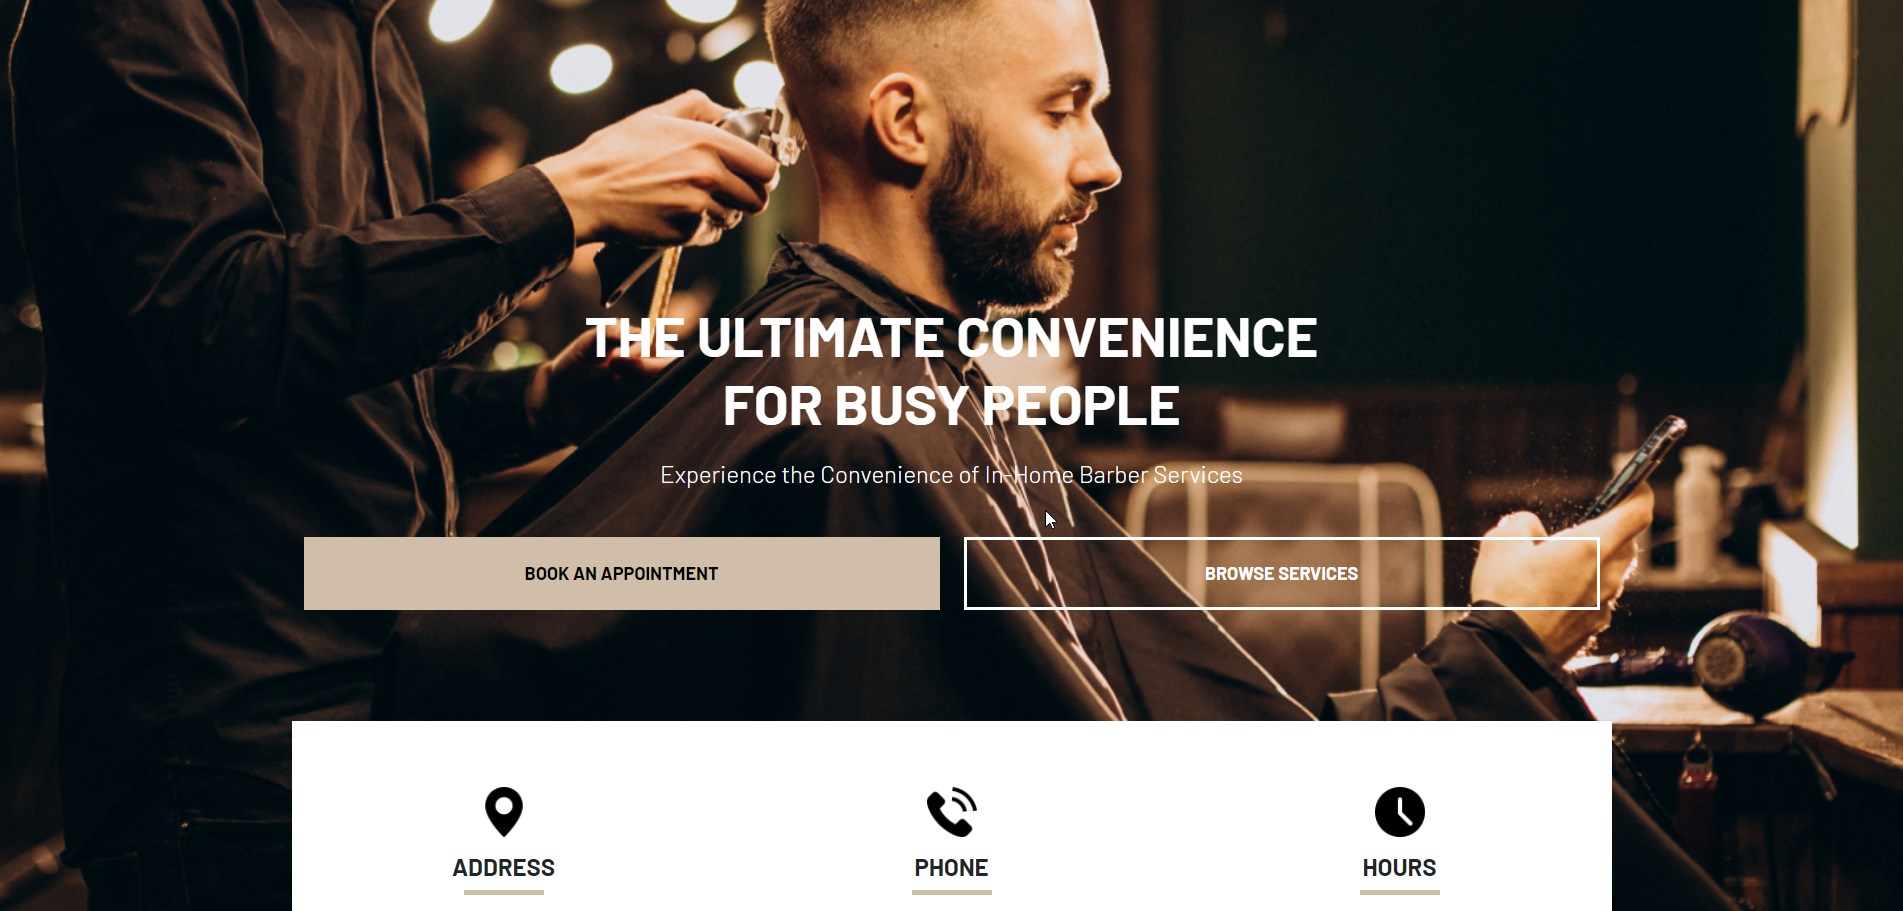 THE ULTIMATE CONVENIENCE
FOR BUSY PEOPLE
Experience the Convenience of In-Home Barber Services
BOOK AN APPOINTMENT
BROWSE SERVICES
ADDRESS
PHONE
HOURS